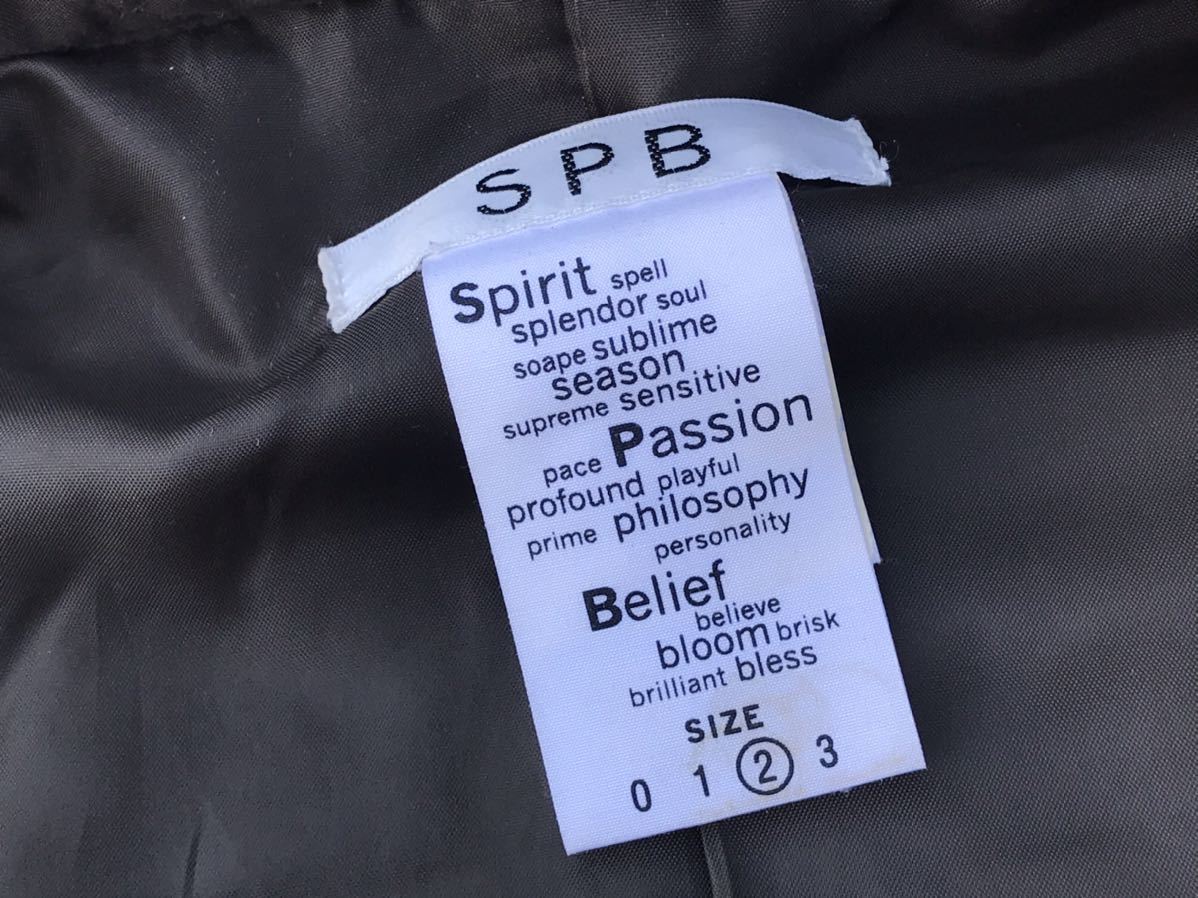 SPB
Spirit spell
splendor soul
soape sublime
season
supreme sensitive
pace Passion
profound playful
prime philosophy
personality
Belief
believe
bloom brisk
brilliant bless
SIZE
0 1 2 3